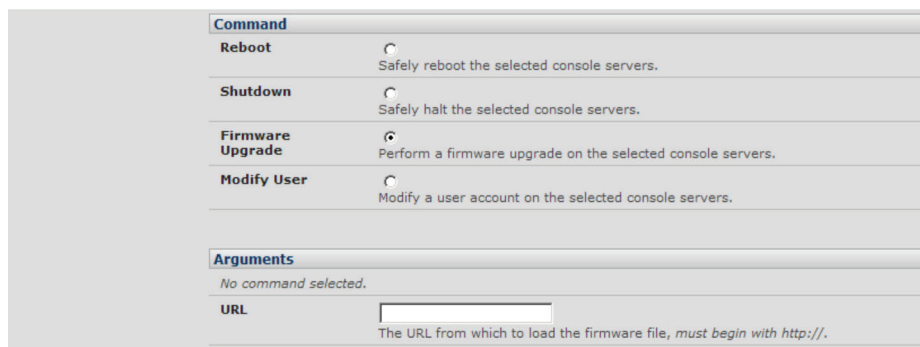 Command
Reboot
Safely reboot the selected console servers.
Shutdown
Safely halt the selected console servers.
Firmware
Upgrade
Perform a firmware upgrade on the selected console servers.
Modify User
Modify a user account on the selected console servers.
Arguments
No command selected.
URL
The URL from which to load the firmware file, must begin with http://.